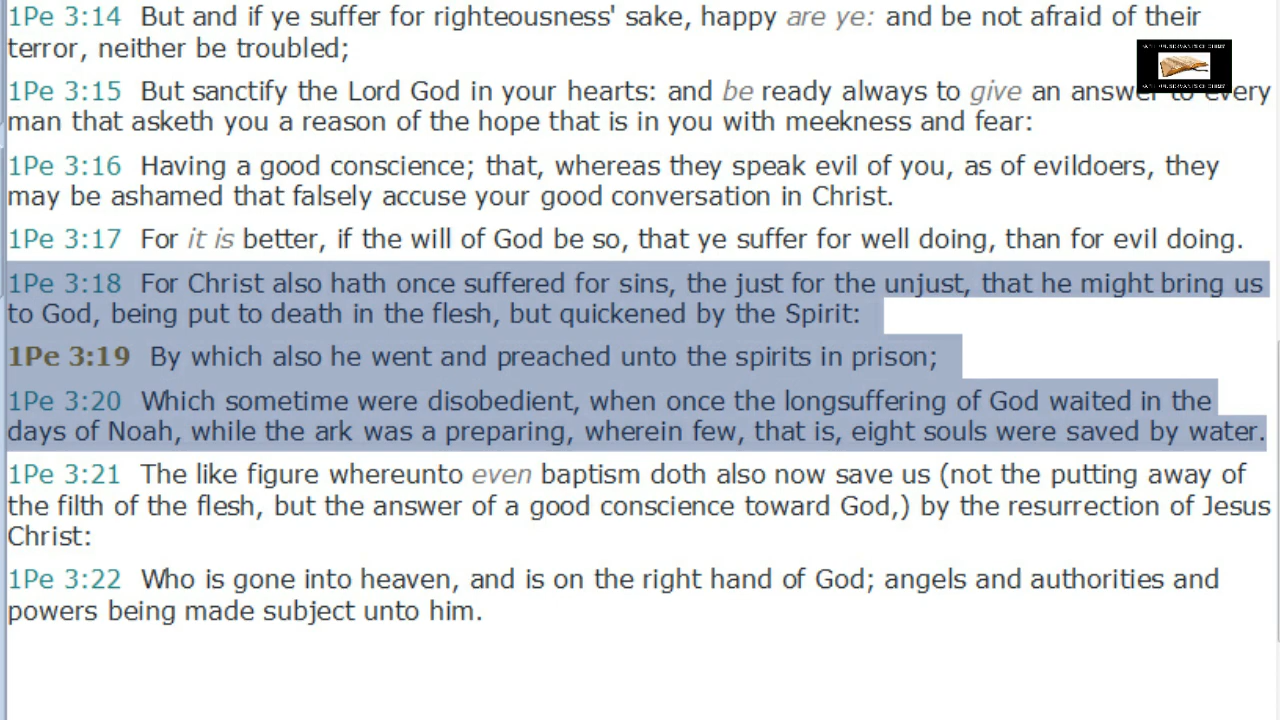 1Pe 3:14 But and if ye suffer for righteousness' sake, happy are ye: and be not afraid of their
terror, neither be troubled;
1Pe 3:15 But sanctify the Lord God in your hearts: and be ready always to give an answer to every
man that asketh you a reason of the hope that is in you with meekness and fear:
1Pe 3:16 Having a good conscience; that, whereas they speak evil of you, as of evildoers, they
may be ashamed that falsely accuse your good conversation in Christ.
1Pe 3:17 For it is better, if the will of God be so, that ye suffer for well doing, than for evil doing.
1Pe 3:18 For Christ also hath once suffered for sins, the just for the unjust, that he might bring us
to God, being put to death in the flesh, but quickened by the Spirit:
1Pe 3:19 By which also he went and preached unto the spirits in prison;
1Pe 3:20 Which sometime were disobedient, when once the longsuffering of God waited in the
days of Noah, while the ark was a preparing, wherein few, that is, eight souls were saved by water.
1Pe 3:21 The like figure whereunto even baptism doth also now save us (not the putting away of
the filth of the flesh, but the answer of a good conscience toward God,) by the resurrection of Jesus
Christ:
1Pe 3:22 Who is gone into heaven, and is on the right hand of God; angels and authorities and
powers being made subject unto him.